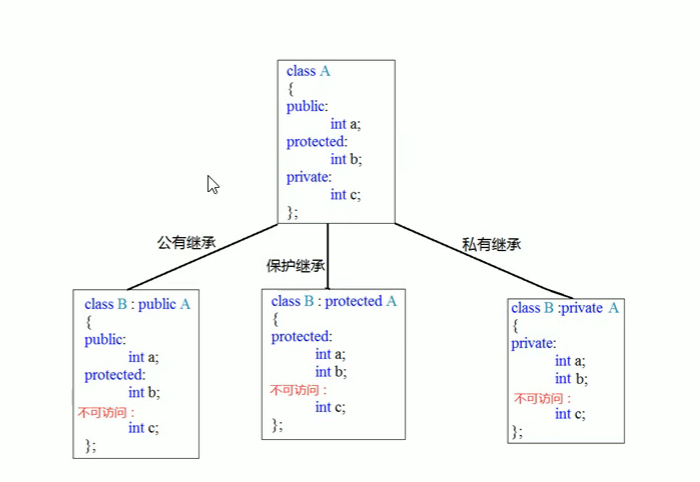 class A
{
public:
int a;
protected:
int b;
private:
int c;
};
公有继承
保护继承
私有继承
class B : public A
{
public:
int a;
protected:
int b;
不可访问：
int c;
};
class B : protected A
{
protected:
int a;
int b;
不可访问：
int c;
};
class B :private A
{
private:
int a;
int b;
不可访问：
int c;
};